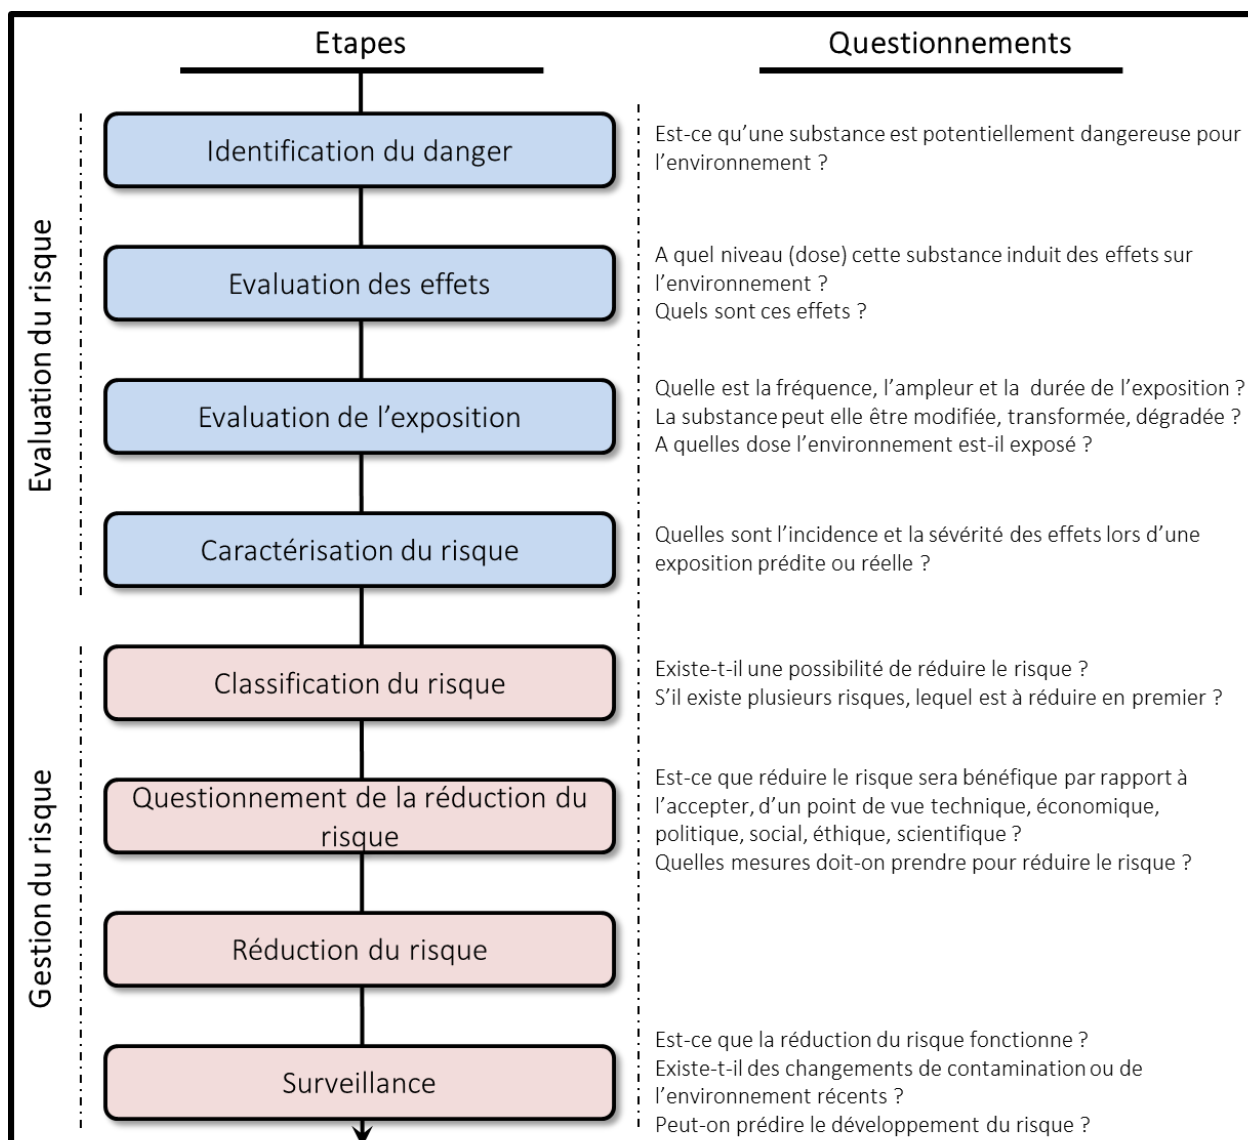 Etapes
Questionnements
Evaluation du risque
Identification du danger
Est-ce qu’une substance est potentiellement dangereuse pour
l’environnement ?
Evaluation des effets
A quel niveau (dose) cette substance induit des effets sur
l’environnement ?
Quels sont ces effets ?
Evaluation de l’exposition
Quelle est la fréquence, l’ampleur et la durée de l’exposition ?
La substance peut elle être modifiée, transformée, dégradée ?
A quelles dose l’environnement est-il exposé ?
Caractérisation du risque
Quelles sont l’incidence et la sévérité des effets lors d’une
exposition prédite ou réelle ?
Gestion du risque
Classification du risque
Existe-t-il une possibilité de réduire le risque ?
S’il existe plusieurs risques, lequel est à réduire en premier ?
Questionnement de la réduction du
risque
Est-ce que réduire le risque sera bénéfique par rapport à
l’accepter, d’un point de vue technique, économique,
politique, social, éthique, scientifique ?
Quelles mesures doit-on prendre pour réduire le risque ?
Réduction du risque
Surveillance
Est-ce que la réduction du risque fonctionne ?
Existe-t-il des changements de contamination ou de
l’environnement récents ?
Peut-on prédire le développement du risque ?